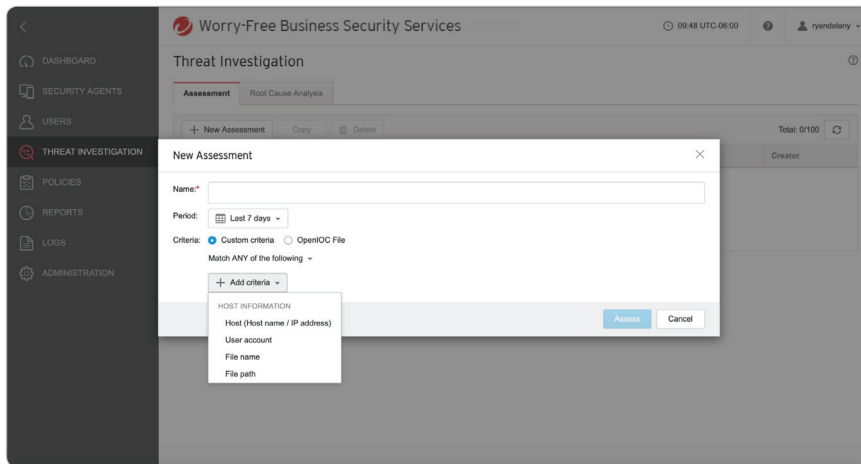 Worry-Free Business Security Services
09:48 UTC-06:00
ryandelany
DASHBOARD
SECURITY AGENTS
USERS
THREAT INVESTIGATION
POLICIES
REPORTS
LOGS
ADMINISTRATION
Threat Investigation
Assessment Root Cause Analysis
+ New Assessment Copy Delete Total: 0/100
Creator
New Assessment
Name:*
Period: Last 7 days
Criteria: Custom criteria OpenIOC File
Match ANY of the following
+ Add criteria
HOST INFORMATION
Host (Host name / IP address)
User account
File name
File path
Assess Cancel